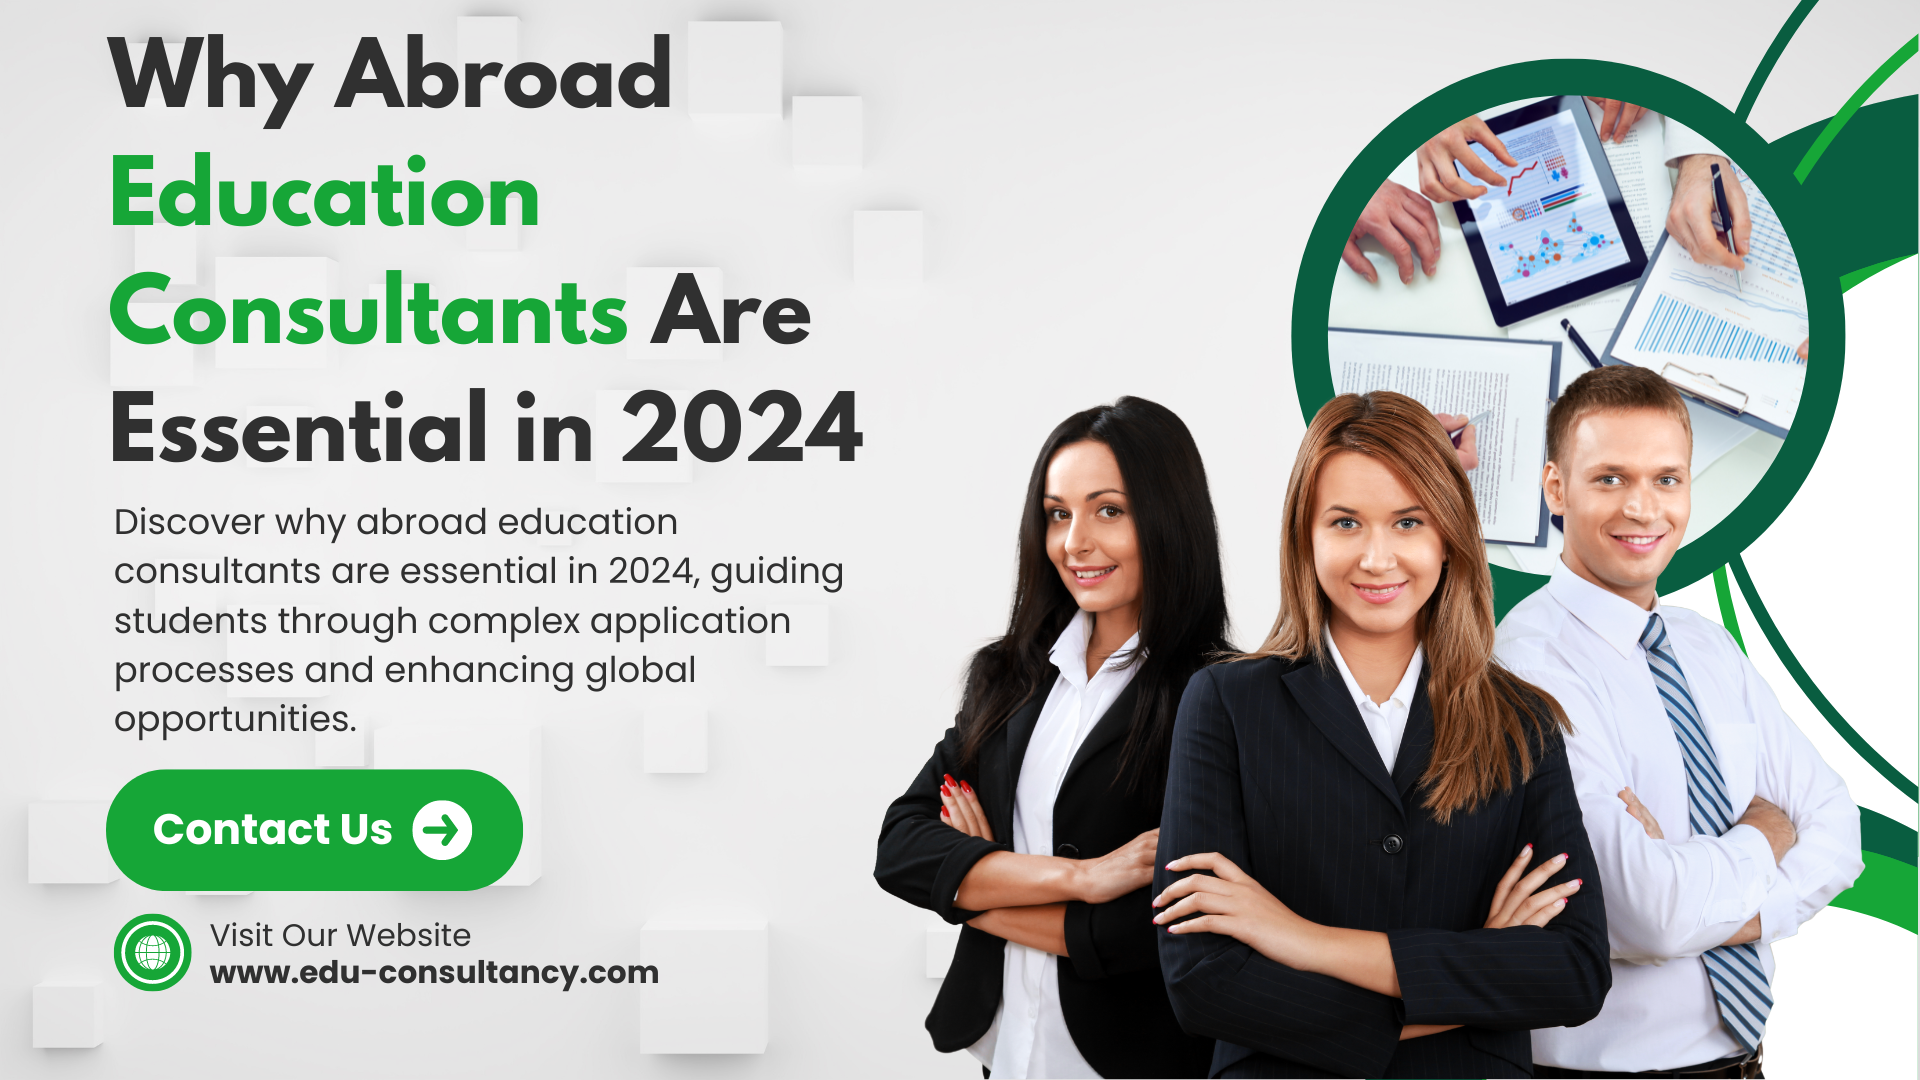 Why Abroad
Education
Consultants Are
Essential in 2024
Discover why abroad education
consultants are essential in 2024, guiding
students through complex application
processes and enhancing global
opportunities.
Contact Us
Visit Our Website
www.edu-consultancy.com